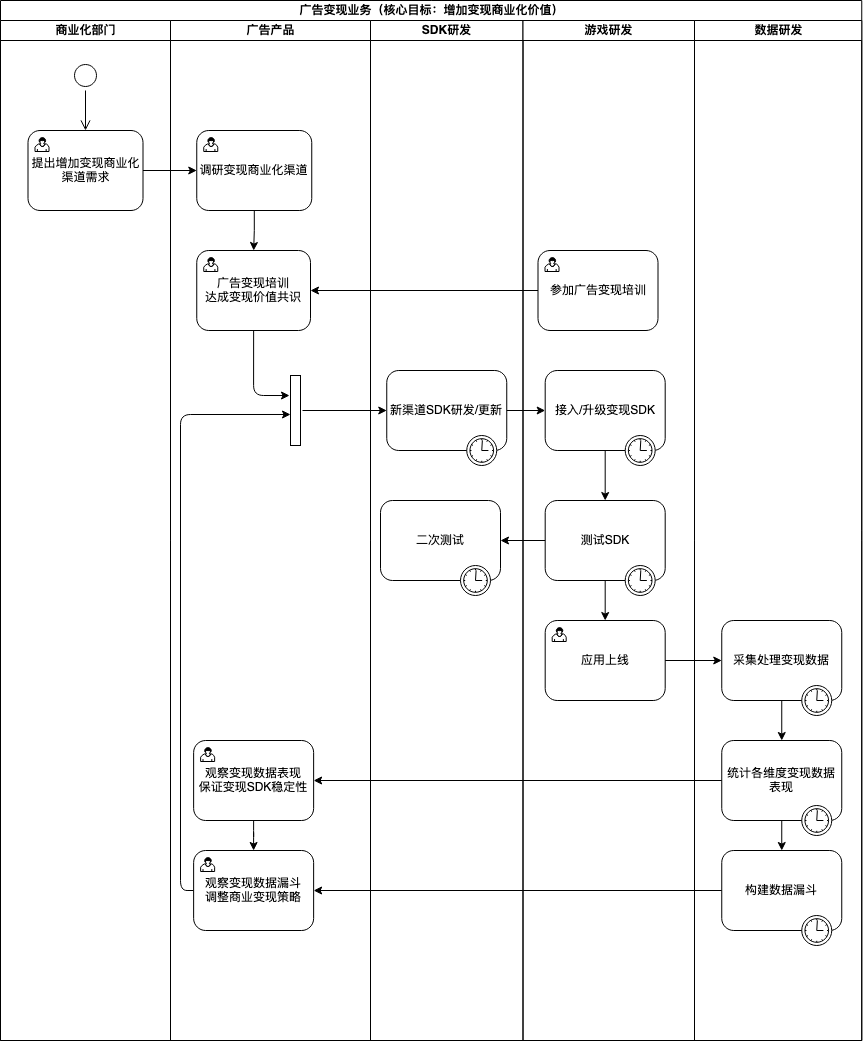 广告变现业务（核心目标：增加变现商业化价值）
商业化部门
广告产品
SDK研发
游戏研发
数据研发
提出增加变现商业化
渠道需求
调研变现商业化渠道
广告变现培训
达成变现价值共识
参加广告变现培训
新渠道SDK研发/更新
接入/升级变现SDK
二次测试
测试SDK
应用上线
采集处理变现数据
观察变现数据表现
保证变现SDK稳定性
统计各维度变现数据
表现
观察变现数据漏斗
调整商业变现策略
构建数据漏斗